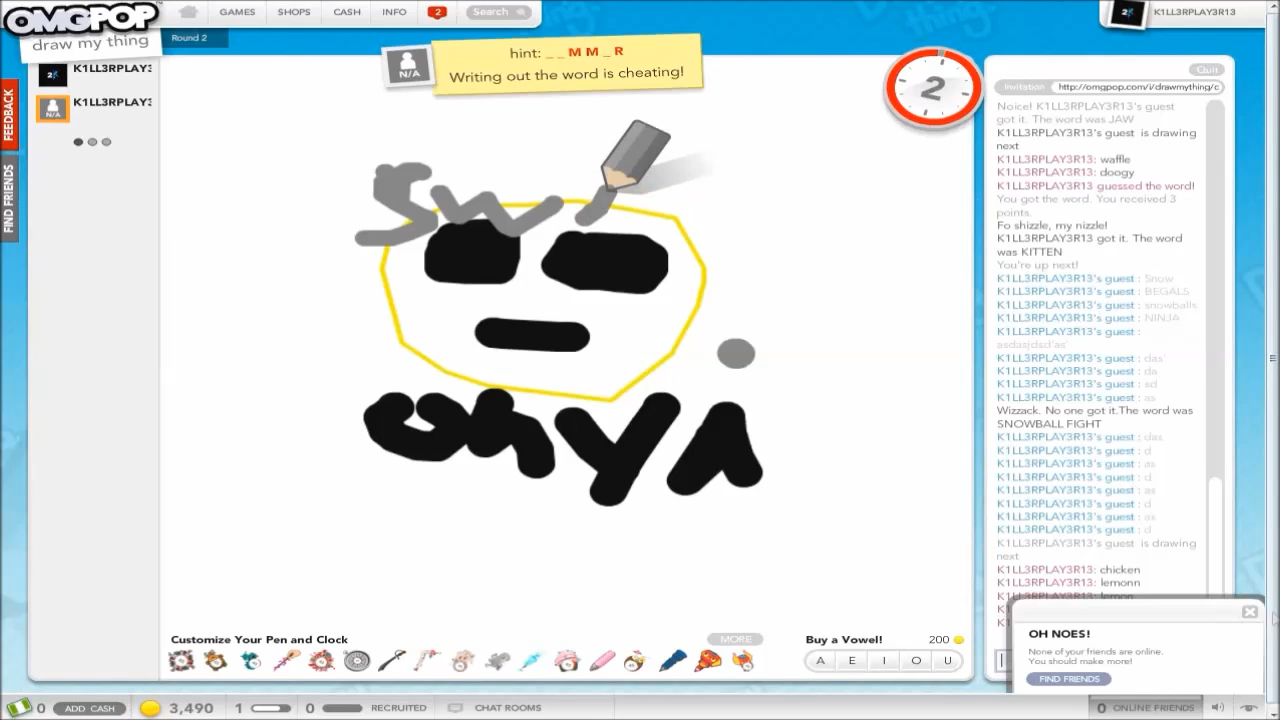 OMGPOP
GAMES SHOPS CASH INFO 2 Search
K1LL3RPLAY3R13
draw my thing
Round 2
hint: _ _ M M _ R
Writing out the word is cheating!
N/A
2
K1LL3RPLAY3
K1LL3RPLAY3
N/A
FEEDBACK
FIND FRIENDS
Quit
Invitation http://omgpop.com/i/drawmything/c
Noice! K1LL3RPLAY3R13's guest
got it. The word was JAW
K1LL3RPLAY3R13's guest is drawing
next
K1LL3RPLAY3R13: waffle
K1LL3RPLAY3R13: doogy
K1LL3RPLAY3R13 guessed the word!
You got the word. You received 3
points.
Fo shizzle, my nizzle!
K1LL3RPLAY3R13 got it. The word
was KITTEN
You're up next!
K1LL3RPLAY3R13's guest : Snow
K1LL3RPLAY3R13's guest : BEGALS
K1LL3RPLAY3R13's guest : snowballs
K1LL3RPLAY3R13's guest : NINJA
K1LL3RPLAY3R13's guest :
asdasjdsd'as'
K1LL3RPLAY3R13's guest : das'
K1LL3RPLAY3R13's guest : da
K1LL3RPLAY3R13's guest : sd
K1LL3RPLAY3R13's guest : as
Wizzack. No one got it.The word was
SNOWBALL FIGHT
K1LL3RPLAY3R13's guest : das
K1LL3RPLAY3R13's guest : d
K1LL3RPLAY3R13's guest : as
K1LL3RPLAY3R13's guest : d
K1LL3RPLAY3R13's guest : as
K1LL3RPLAY3R13's guest : d
K1LL3RPLAY3R13's guest : as
K1LL3RPLAY3R13's guest : d
K1LL3RPLAY3R13's guest is drawing
next
K1LL3RPLAY3R13: chicken
K1LL3RPLAY3R13: lemonn
K1LL3RPLAY3R13: lemon
OH NOES!
None of your friends are online.
You should make more!
FIND FRIENDS
Customize Your Pen and Clock MORE
Buy a Vowel! 200
A E I O U
0 ADD CASH 3,490 1 0 RECRUITED CHAT ROOMS 0 ONLINE FRIENDS